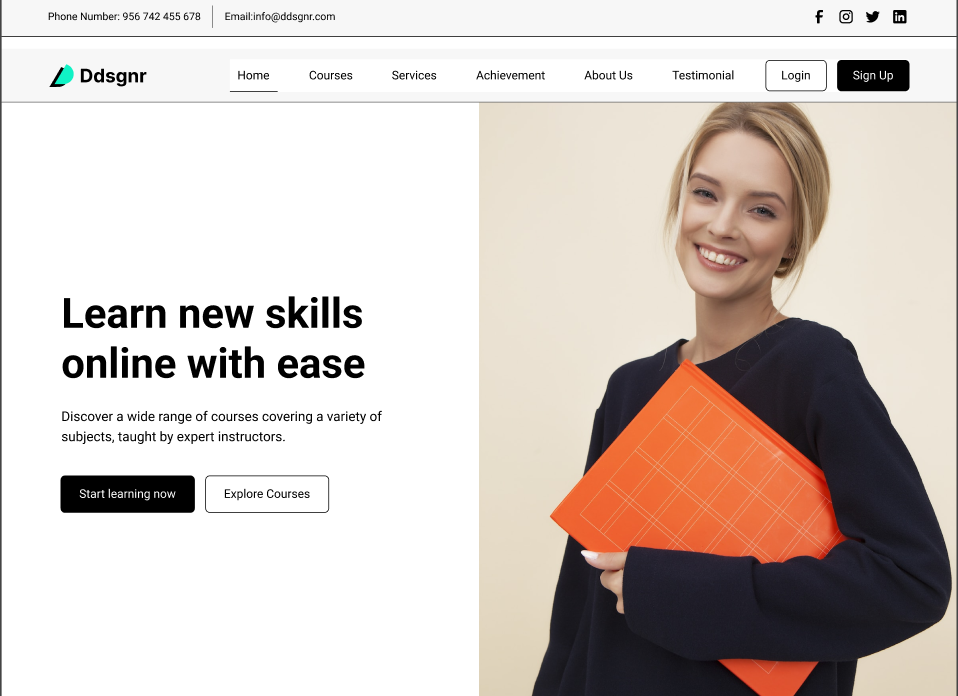 Phone Number: 956 742 455 678
Email:info@ddsgnr.com
Ddsgnr
Home Courses Services Achievement About Us Testimonial Login Sign Up
Learn new skills
online with ease
Discover a wide range of courses covering a variety of
subjects, taught by expert instructors.
Start learning now Explore Courses